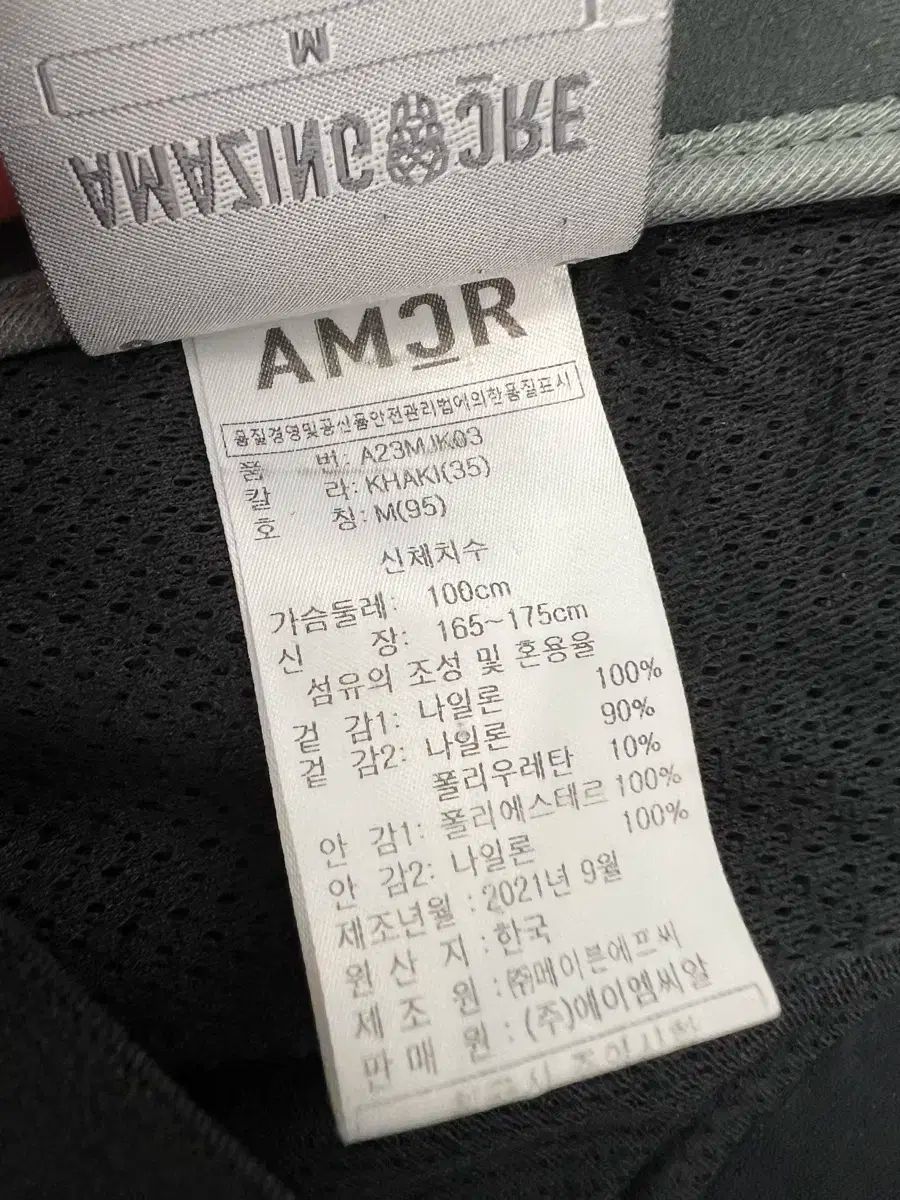 M
AMAZING CRE
AMCR
품질경영및공산품안전관리법에의한품질표시
품 번: A23MJK03
칼 라: KHAKI(35)
호 칭: M(95)
신체치수
가슴둘레: 100cm
신 장: 165~175cm
섬유의 조성 및 혼용율
겉 감1: 나일론 100%
겉 감2: 나일론 90%
폴리우레탄 10%
안 감1: 폴리에스테르 100%
안 감2: 나일론 100%
제조년월 : 2021년 9월
원 산 지 : 한국
제 조 원 : ㈜메이븐에프씨
판 매 원 : (주)에이엠씨알